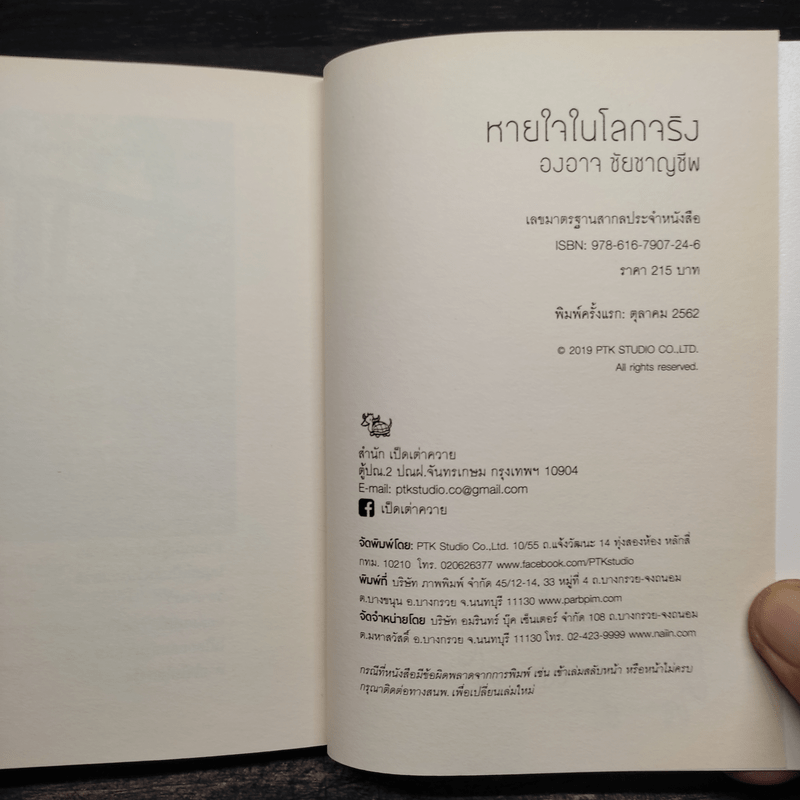 หายใจในโลกจริง
องอาจ ชัยชาญชีพ
เลขมาตรฐานสากลประจำหนังสือ
ISBN: 978-616-7907-24-6
ราคา 215 บาท
พิมพ์ครั้งแรก: ตุลาคม 2562
© 2019 PTK STUDIO CO.,LTD.
All rights reserved.
สำนัก เป็ดเต่าควาย
ตู้ปณ.2 ปณฝ.จันทรเกษม กรุงเทพฯ 10904
E-mail: ptkstudio.co@gmail.com
เป็ดเต่าควาย
จัดพิมพ์โดย: PTK Studio Co.,Ltd. 10/55 ถ.แจ้งวัฒนะ 14 ทุ่งสองห้อง หลักสี่
กทม. 10210 โทร. 020626377 www.facebook.com/PTKstudio
พิมพ์ที่ บริษัท ภาพพิมพ์ จำกัด 45/12-14, 33 หมู่ที่ 4 ถ.บางกรวย-จงถนอม
ต.บางขนุน อ.บางกรวย จ.นนทบุรี 11130 www.parbpim.com
จัดจำหน่ายโดย บริษัท อมรินทร์ บุ๊ค เซ็นเตอร์ จำกัด 108 ถ.บางกรวย-จงถนอม
ต.มหาสวัสดิ์ อ.บางกรวย จ.นนทบุรี 11130 โทร. 02-423-9999 www.naiin.com
กรณีที่หนังสือมีข้อผิดพลาดจากการพิมพ์ เช่น เข้าเล่มสลับหน้า หรือหน้าไม่ครบ
กรุณาติดต่อทางสนพ. เพื่อเปลี่ยนเล่มใหม่